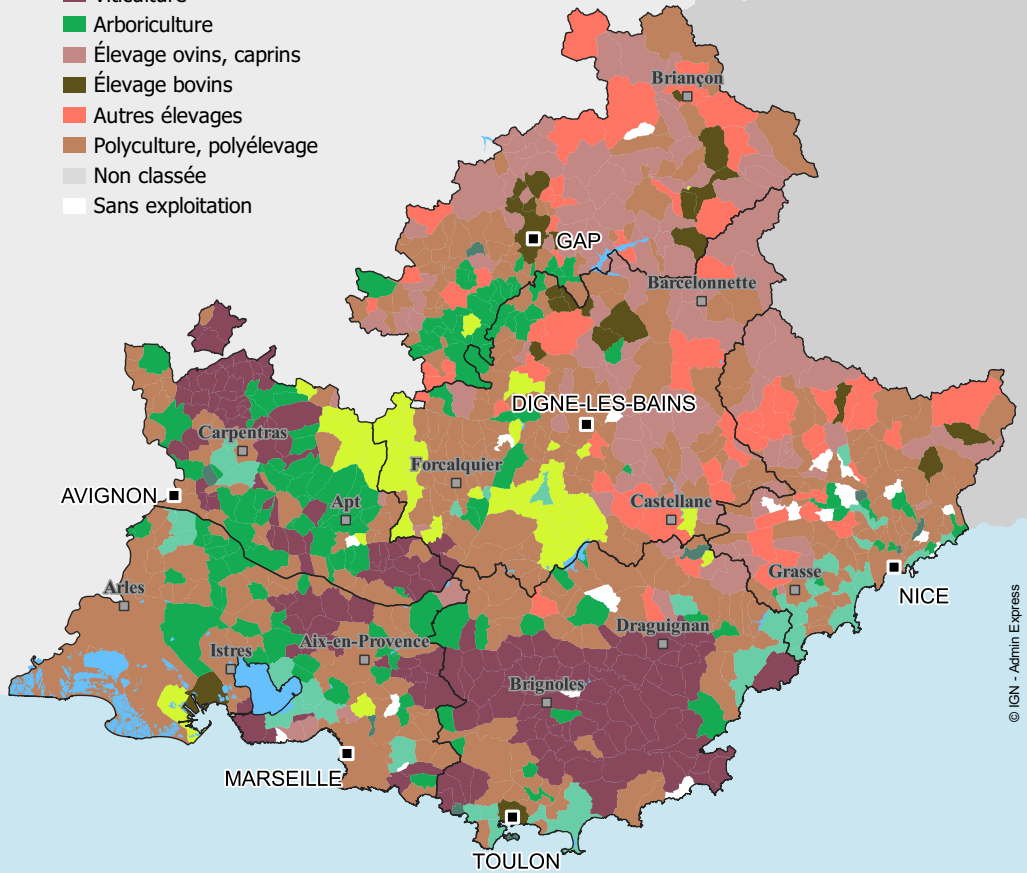 Viticulture
Arboriculture
Élevage ovins, caprins
Élevage bovins
Autres élevages
Polyculture, polyélevage
Non classée
Sans exploitation
Briançon
GAP
Barcelonnette
DIGNE-LES-BAINS
Carpentras
Forcalquier
AVIGNON
Apt
Castellane
Arles
Grasse
NICE
Istres
Aix-en-Provence
Draguignan
Brignoles
MARSEILLE
TOULON
© IGN - Admin Express